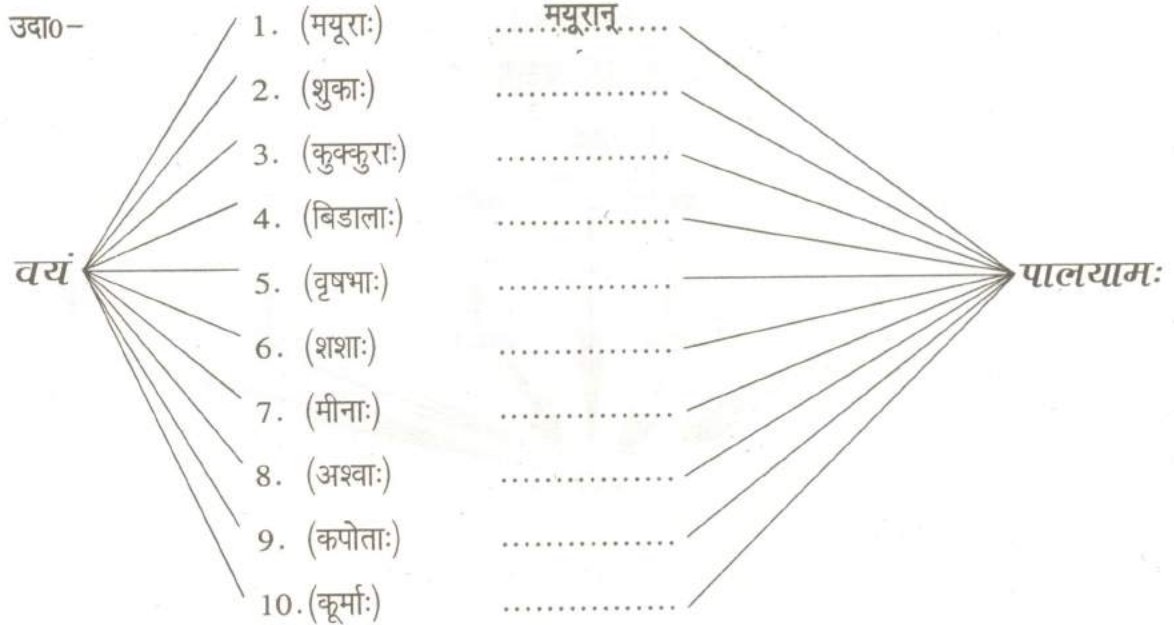 उदा०- 1. (मयूराः) ......मयूरान्......
2. (शुकाः) ...............
3. (कुक्कुराः) ...............
4. (बिडालाः) ...............
वयं 5. (वृषभाः) ............... पालयामः
6. (शशाः) ...............
7. (मीनाः) ...............
8. (अश्वाः) ...............
9. (कपोताः) ...............
10. (कूर्माः) ...............